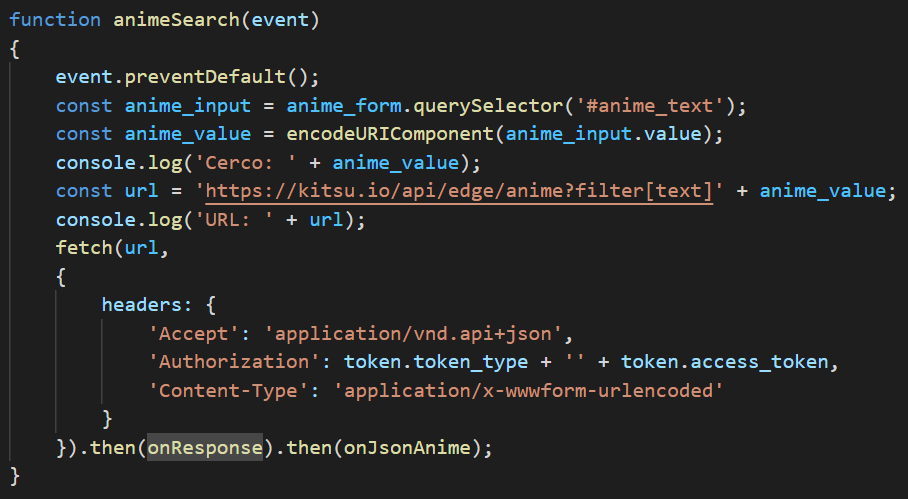 function animeSearch(event)
{
    event.preventDefault();
    const anime_input = anime_form.querySelector('#anime_text');
    const anime_value = encodeURIComponent(anime_input.value);
    console.log('Cerco: ' + anime_value);
    const url = 'https://kitsu.io/api/edge/anime?filter[text]' + anime_value;
    console.log('URL: ' + url);
    fetch(url,
    {
        headers: {
            'Accept': 'application/vnd.api+json',
            'Authorization': token.token_type + '' + token.access_token,
            'Content-Type': 'application/x-wwwform-urlencoded'
        }
    }).then(onResponse).then(onJsonAnime);
}